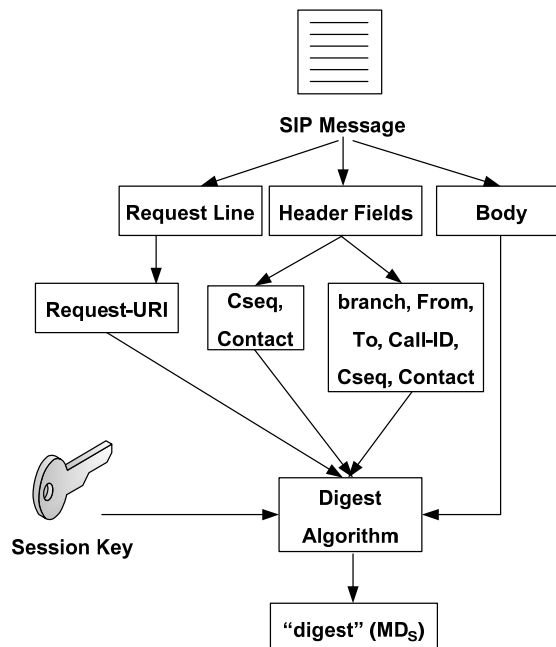 SIP Message
Request Line
Header Fields
Body
Request-URI
Cseq,
Contact
branch, From,
To, Call-ID,
Cseq, Contact
Session Key
Digest
Algorithm
“digest” (MDS)